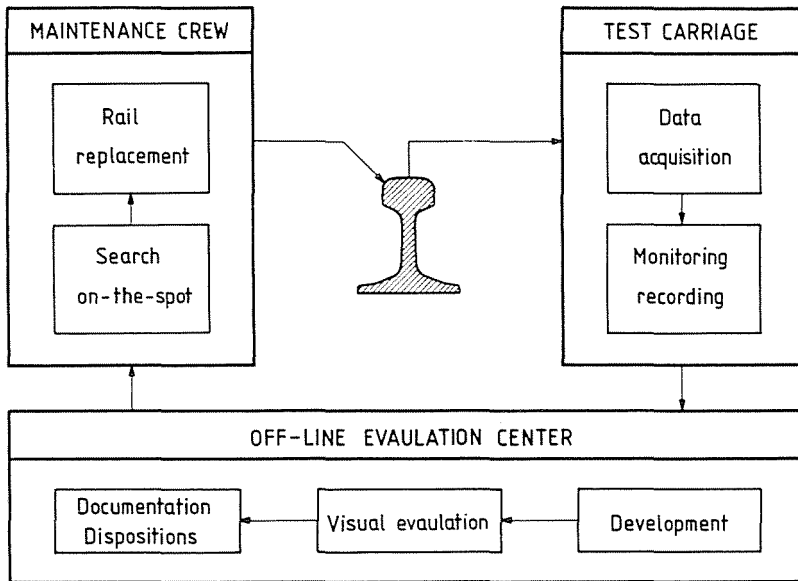 MAINTENANCE CREW
Rail
replacement
Search
on-the-spot
TEST CARRIAGE
Data
acquisition
Monitoring
recording
OFF-LINE EVAULATION CENTER
Documentation
Dispositions
Visual evaulation
Development